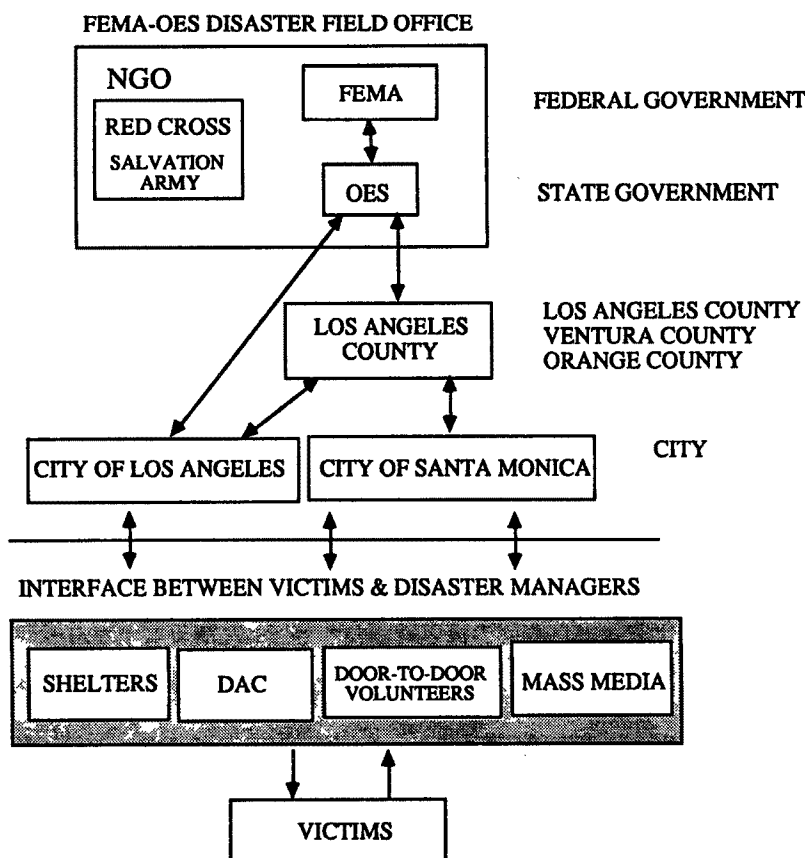 FEMA-OES DISASTER FIELD OFFICE
NGO
RED CROSS
SALVATION
ARMY
FEMA
FEDERAL GOVERNMENT
OES
STATE GOVERNMENT
LOS ANGELES
COUNTY
LOS ANGELES COUNTY
VENTURA COUNTY
ORANGE COUNTY
CITY OF LOS ANGELES
CITY OF SANTA MONICA
CITY
INTERFACE BETWEEN VICTIMS & DISASTER MANAGERS
SHELTERS
DAC
DOOR-TO-DOOR
VOLUNTEERS
MASS MEDIA
VICTIMS